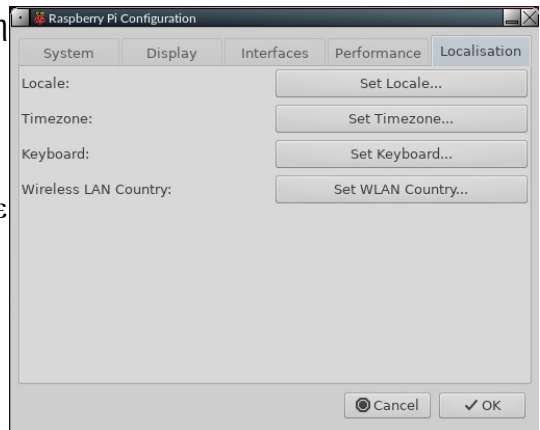 Raspberry Pi Configuration
η
System Display Interfaces Performance Localisation
Locale: Set Locale...
Timezone: Set Timezone...
Keyboard: Set Keyboard...
Wireless LAN Country: Set WLAN Country...
ε
Cancel OK